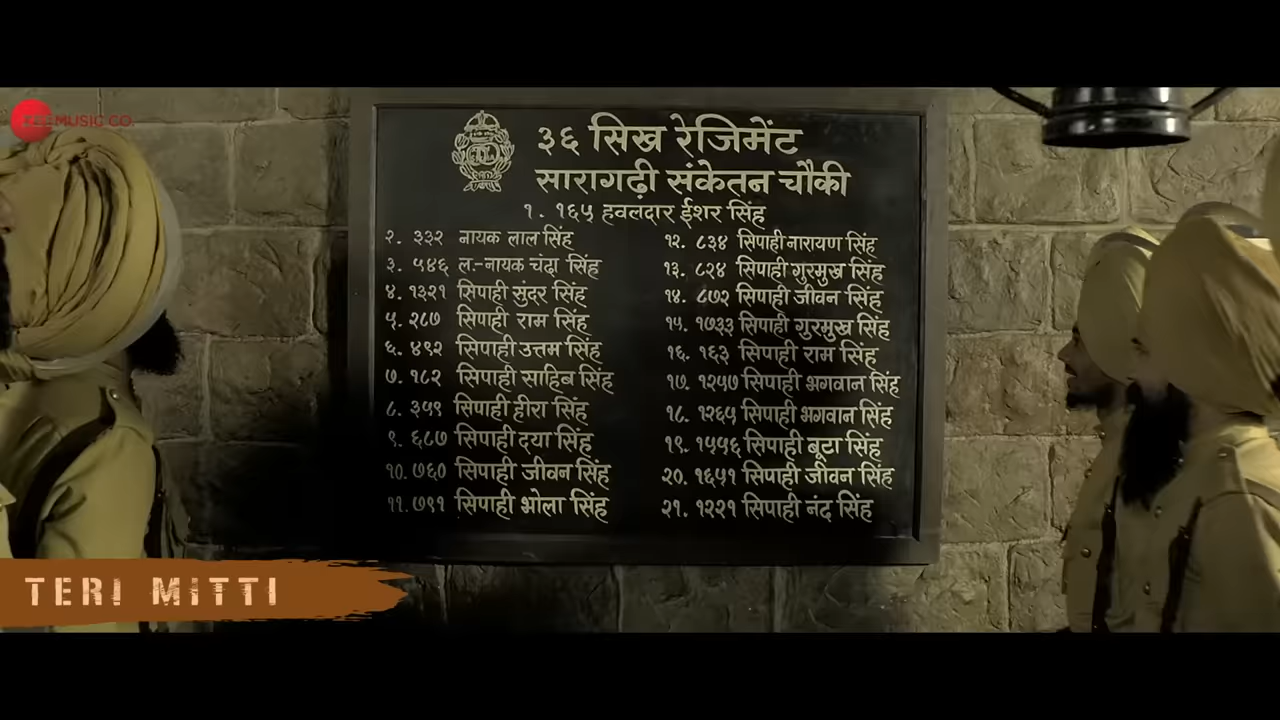 ZEE MUSIC CO.
३६ सिख रेजिमेंट
सारागढ़ी संकेतन चौकी
१. १६५ हवलदार ईशर सिंह
२. ३३२ नायक लाल सिंह
३. ५४६ ल.-नायक चंदा सिंह
४. १३२१ सिपाही सुंदर सिंह
५. २८७ सिपाही राम सिंह
६. ४९२ सिपाही उत्तम सिंह
७. १८२ सिपाही साहिब सिंह
८. ३५९ सिपाही हीरा सिंह
९. ६८७ सिपाही दया सिंह
१०. ७६० सिपाही जीवन सिंह
११. ७९१ सिपाही भोला सिंह
१२. ८३४ सिपाही नारायण सिंह
१३. ८२४ सिपाही गुरमुख सिंह
१४. ८७२ सिपाही जीवन सिंह
१५. १७३३ सिपाही गुरमुख सिंह
१६. १६३ सिपाही राम सिंह
१७. १२५७ सिपाही भगवान सिंह
१८. १२६५ सिपाही भगवान सिंह
१९. १५५६ सिपाही बूटा सिंह
२०. १६५१ सिपाही जीवन सिंह
२१. १२२१ सिपाही नंद सिंह
TERI MITTI